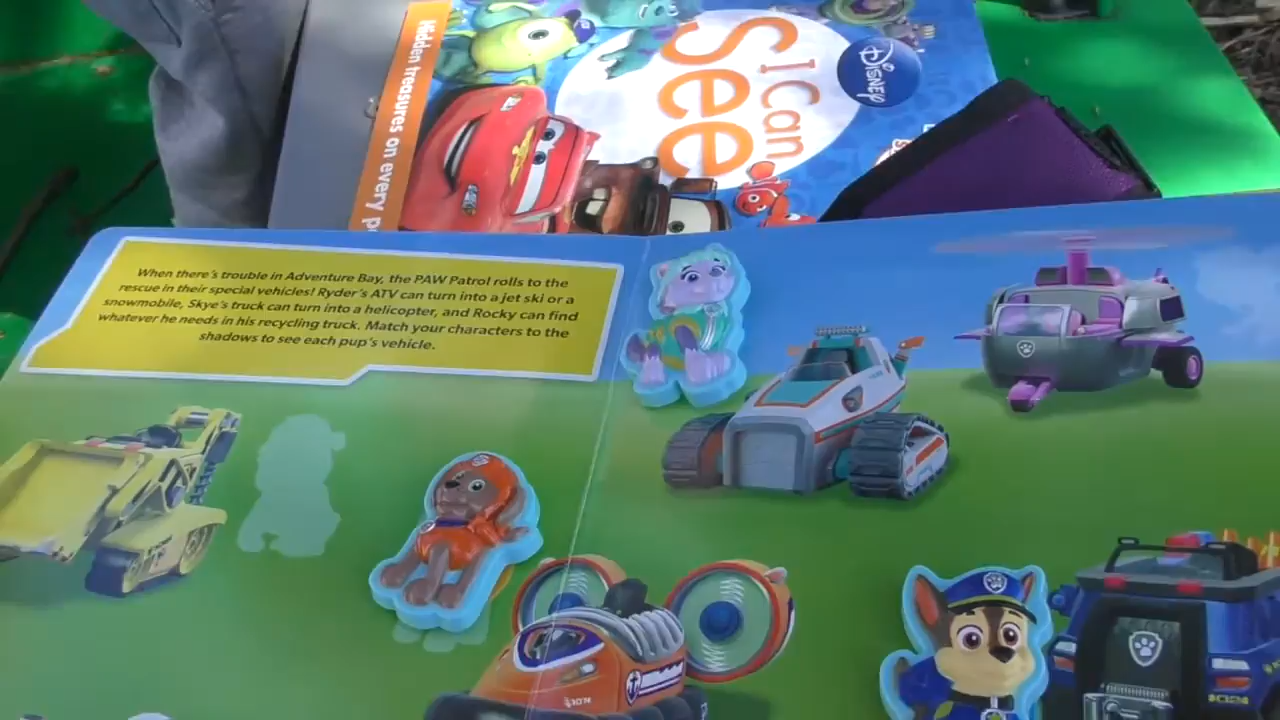 I Can
See
DISNEY
Hidden treasures on every
When there's trouble in Adventure Bay, the PAW Patrol rolls to the
rescue in their special vehicles! Ryder's ATV can turn into a jet ski or a
snowmobile, Skye's truck can turn into a helicopter, and Rocky can find
whatever he needs in his recycling truck. Match your characters to the
shadows to see each pup's vehicle.